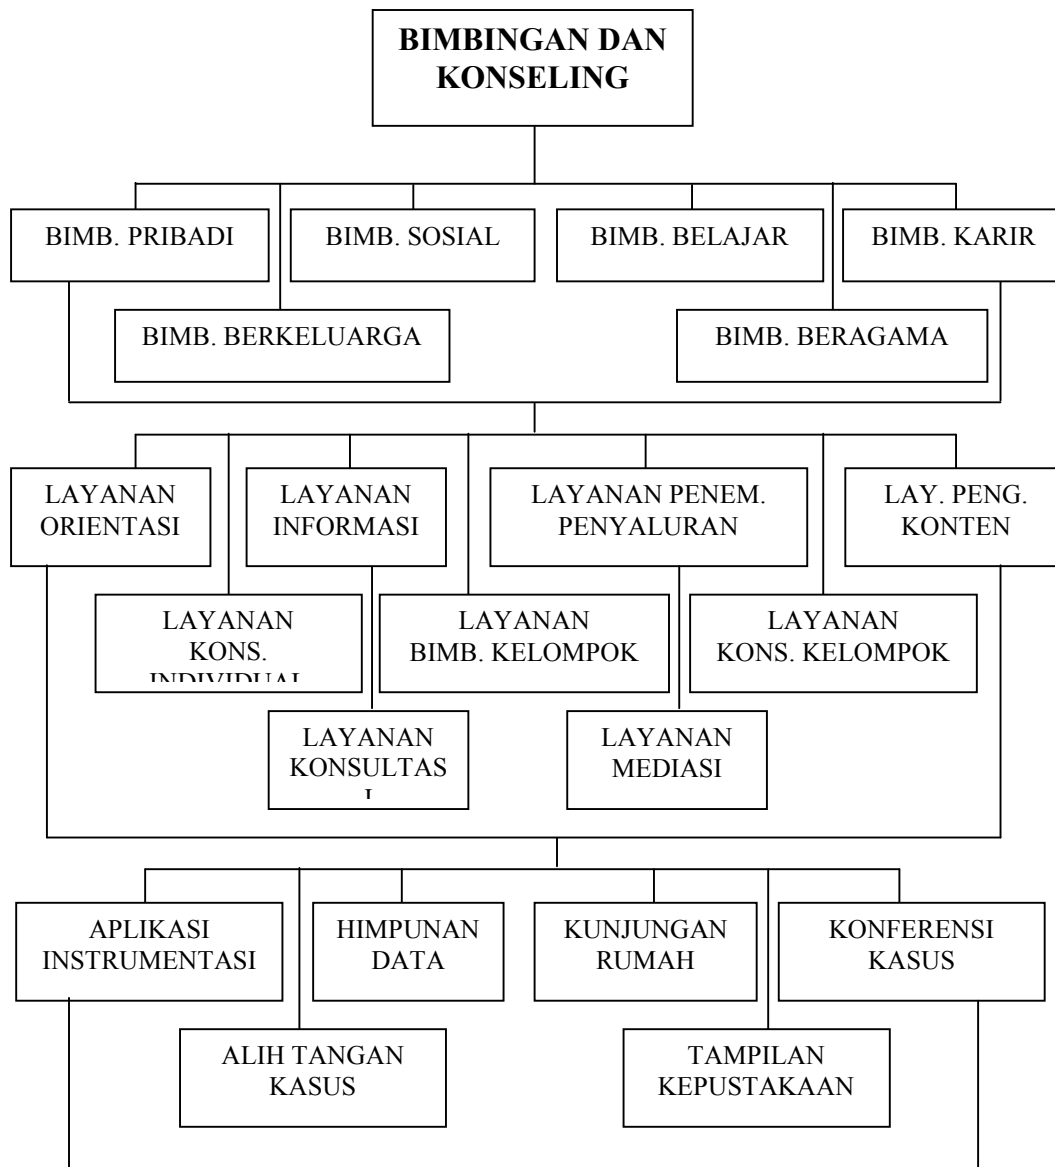 BIMBINGAN DAN
KONSELING
BIMB. PRIBADI
BIMB. SOSIAL
BIMB. BELAJAR
BIMB. KARIR
BIMB. BERKELUARGA
BIMB. BERAGAMA
LAYANAN
ORIENTASI
LAYANAN
INFORMASI
LAYANAN PENEM.
PENYALURAN
LAY. PENG.
KONTEN
LAYANAN
KONS.
INDIVIDUAL
LAYANAN
BIMB. KELOMPOK
LAYANAN
KONS. KELOMPOK
LAYANAN
KONSULTAS
I
LAYANAN
MEDIASI
APLIKASI
INSTRUMENTASI
HIMPUNAN
DATA
KUNJUNGAN
RUMAH
KONFERENSI
KASUS
ALIH TANGAN
KASUS
TAMPILAN
KEPUSTAKAAN